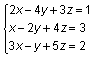 2x − 4y + 3z = 1
x − 2y + 4z = 3
3x − y + 5z = 2